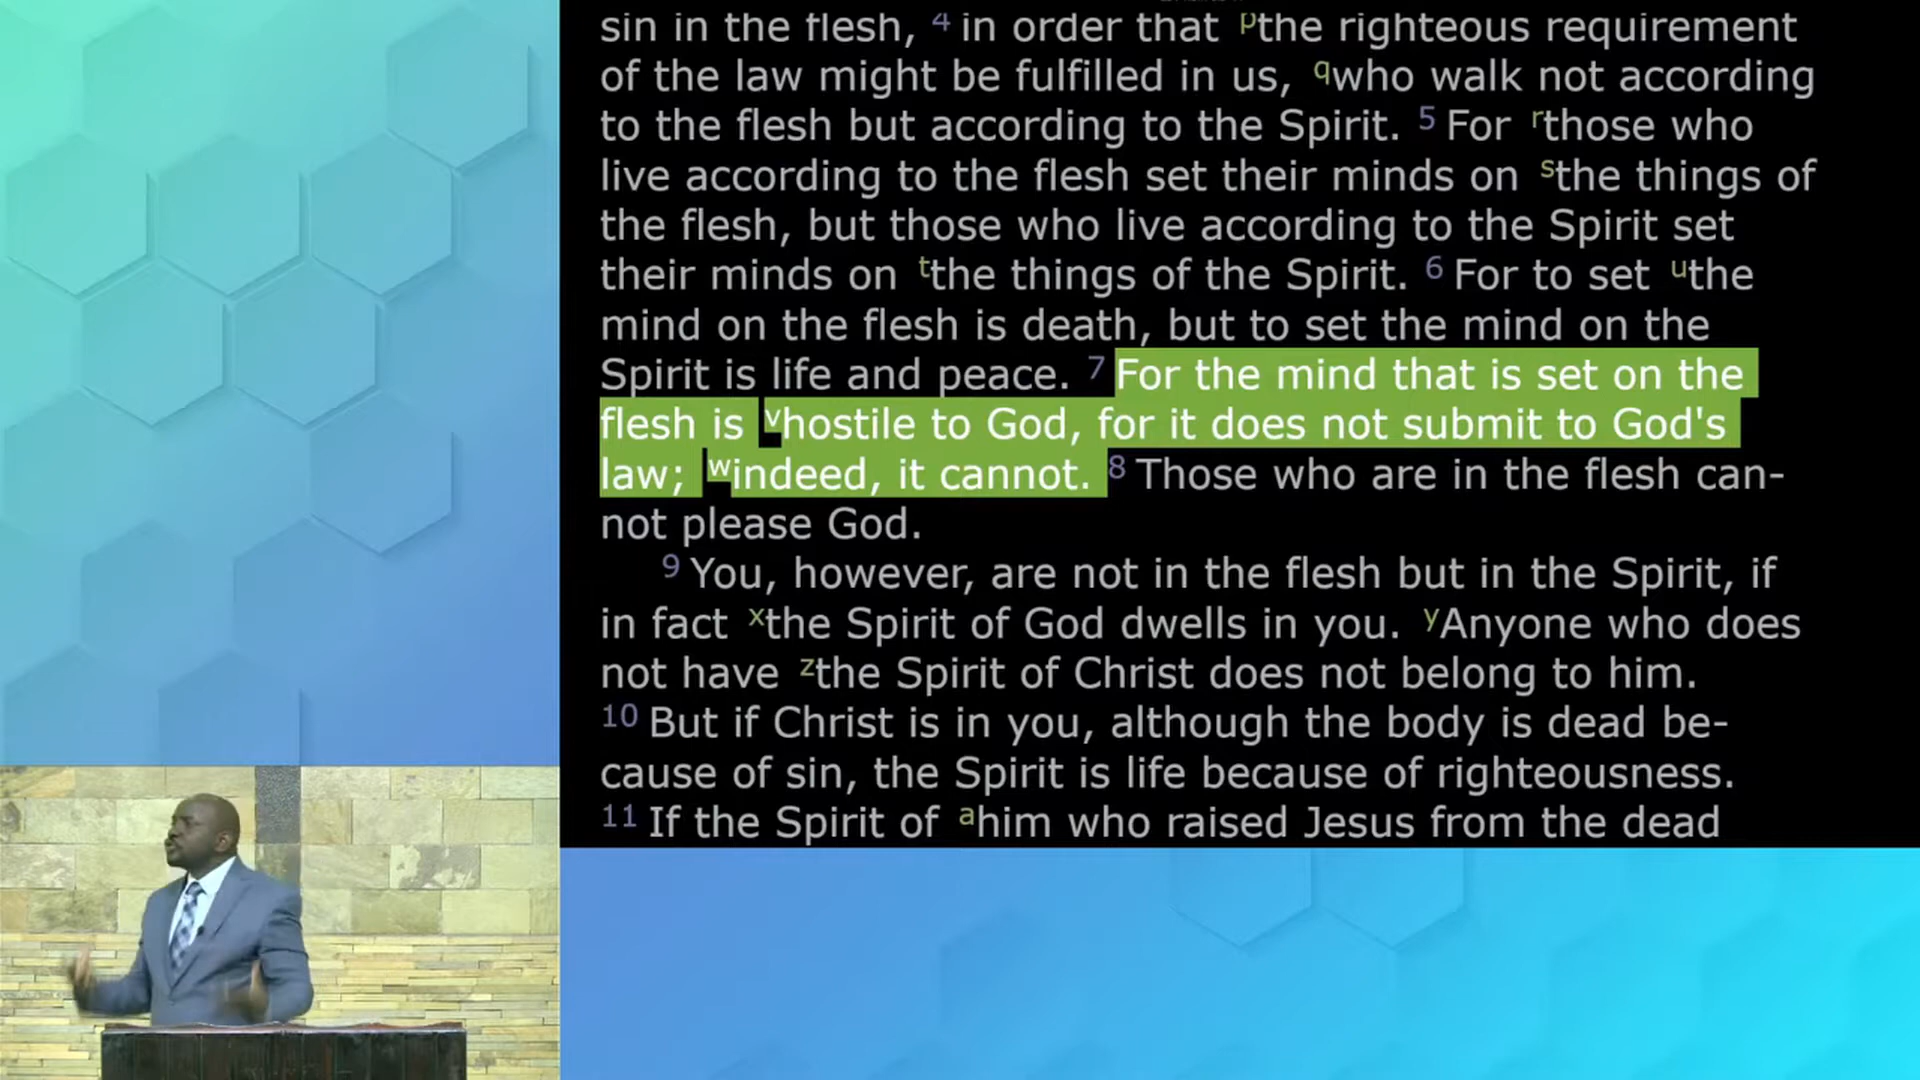 sin in the flesh, 4 in order that pthe righteous requirement
of the law might be fulfilled in us, qwho walk not according
to the flesh but according to the Spirit. 5 For rthose who
live according to the flesh set their minds on sthe things of
the flesh, but those who live according to the Spirit set
their minds on tthe things of the Spirit. 6 For to set uthe
mind on the flesh is death, but to set the mind on the
Spirit is life and peace. 7 For the mind that is set on the
flesh is vhostile to God, for it does not submit to God's
law; windeed, it cannot. 8 Those who are in the flesh can-
not please God.
9 You, however, are not in the flesh but in the Spirit, if
in fact xthe Spirit of God dwells in you. yAnyone who does
not have zthe Spirit of Christ does not belong to him.
10 But if Christ is in you, although the body is dead be-
cause of sin, the Spirit is life because of righteousness.
11 If the Spirit of ahim who raised Jesus from the dead